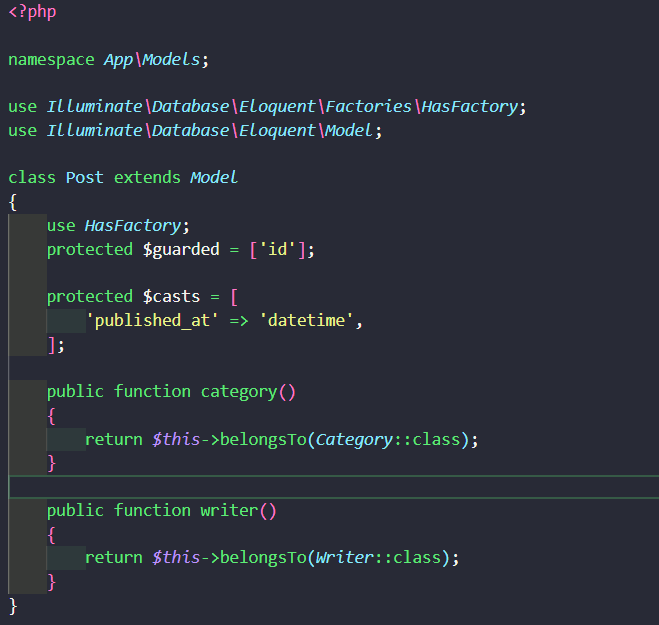 <?php
namespace App\Models;
use Illuminate\Database\Eloquent\Factories\HasFactory;
use Illuminate\Database\Eloquent\Model;
class Post extends Model
{
use HasFactory;
protected $guarded = ['id'];
protected $casts = [
'published_at' => 'datetime',
];
public function category()
{
return $this->belongsTo(Category::class);
}
public function writer()
{
return $this->belongsTo(Writer::class);
}
}